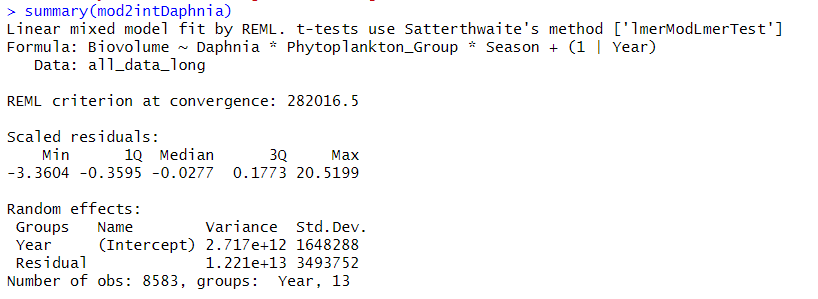 > summary(mod2intDaphnia)
Linear mixed model fit by REML. t-tests use Satterthwaite's method ['lmerModLmerTest']
Formula: Biovolume ~ Daphnia * Phytoplankton_Group * Season + (1 | Year)
   Data: all_data_long

REML criterion at convergence: 282016.5

Scaled residuals:
    Min      1Q  Median      3Q     Max
-3.3604 -0.3595 -0.0277  0.1773 20.5199

Random effects:
 Groups   Name        Variance  Std.Dev.
 Year     (Intercept) 2.717e+12 1648288
 Residual             1.221e+13 3493752
Number of obs: 8583, groups:  Year, 13